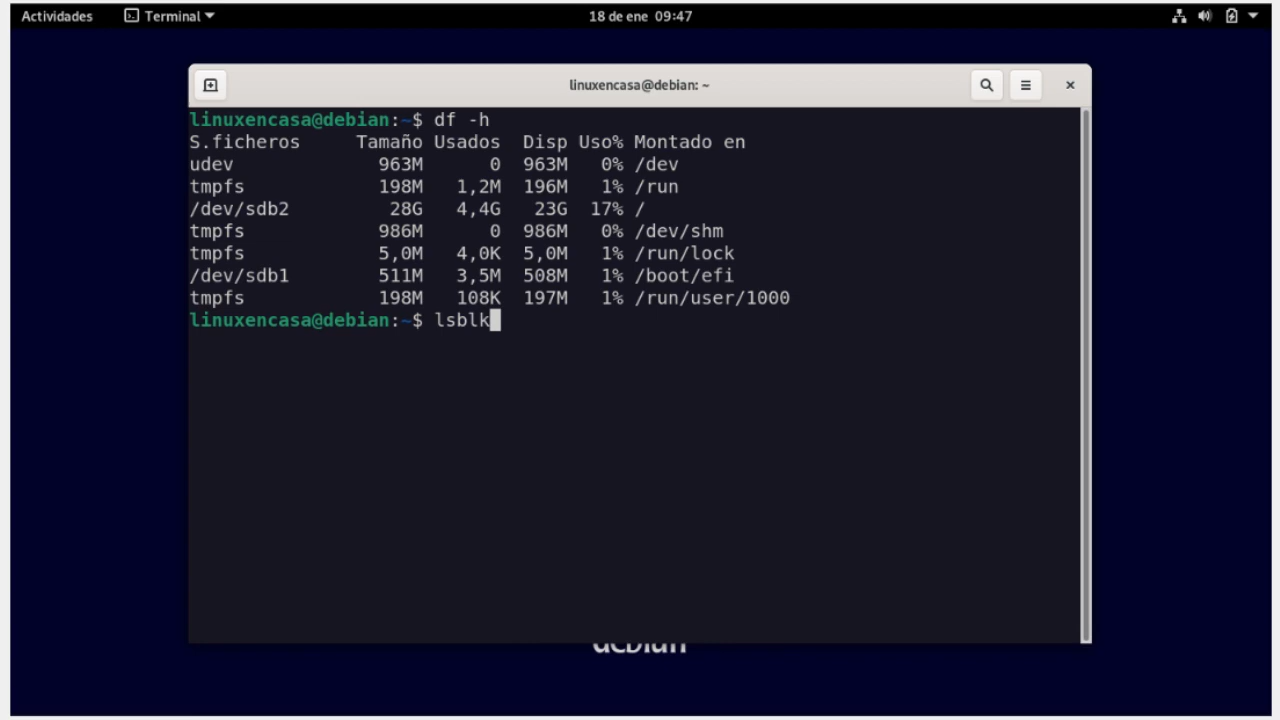 Actividades Terminal 18 de ene 09:47
linuxencasa@debian: ~
linuxencasa@debian:~$ df -h
S.ficheros Tamaño Usados Disp Uso% Montado en
udev 963M 0 963M 0% /dev
tmpfs 198M 1,2M 196M 1% /run
/dev/sdb2 28G 4,4G 23G 17% /
tmpfs 986M 0 986M 0% /dev/shm
tmpfs 5,0M 4,0K 5,0M 1% /run/lock
/dev/sdb1 511M 3,5M 508M 1% /boot/efi
tmpfs 198M 108K 197M 1% /run/user/1000
linuxencasa@debian:~$ lsblk
debian